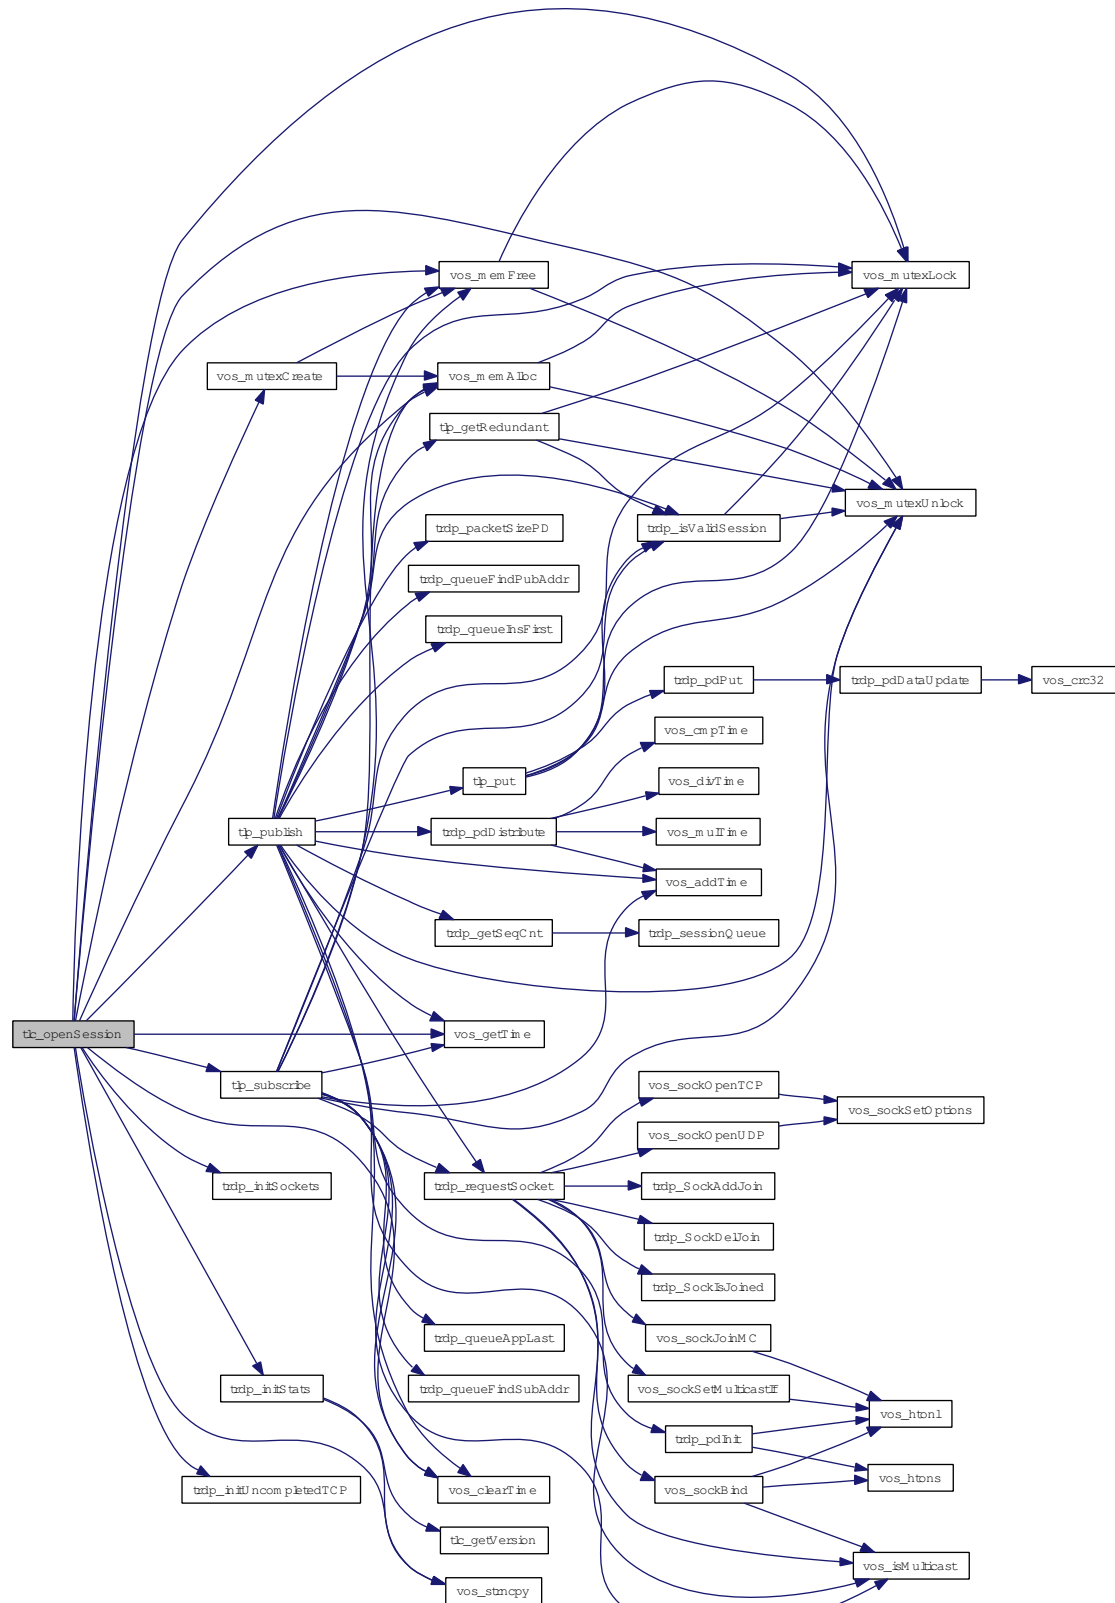 vos_memFree
vos_mutexLock
vos_mutexCreate
vos_memAlloc
tlp_getRedundant
vos_mutexUnlock
trdp_packetSizePD
trdp_isValidSession
trdp_queueFindPubAddr
trdp_queueInsFirst
trdp_pdPut
trdp_pdDataUpdate
vos_crc32
vos_cmpTime
tlp_put
vos_divTime
tlp_publish
trdp_pdDistribute
vos_mulTime
vos_addTime
trdp_getSeqCnt
trdp_sessionQueue
tlc_openSession
vos_getTime
tlp_subscribe
vos_sockOpenTCP
vos_sockSetOptions
vos_sockOpenUDP
trdp_initSockets
trdp_requestSocket
trdp_SockAddJoin
trdp_SockDelJoin
trdp_SockIsJoined
trdp_queueAppLast
vos_sockJoinMC
trdp_initStats
trdp_queueFindSubAddr
vos_sockSetMulticastIf
vos_htonl
trdp_pdInit
trdp_initUncompletedTCP
vos_clearTime
vos_sockBind
vos_htons
tlc_getVersion
vos_isMulticast
vos_strncpy